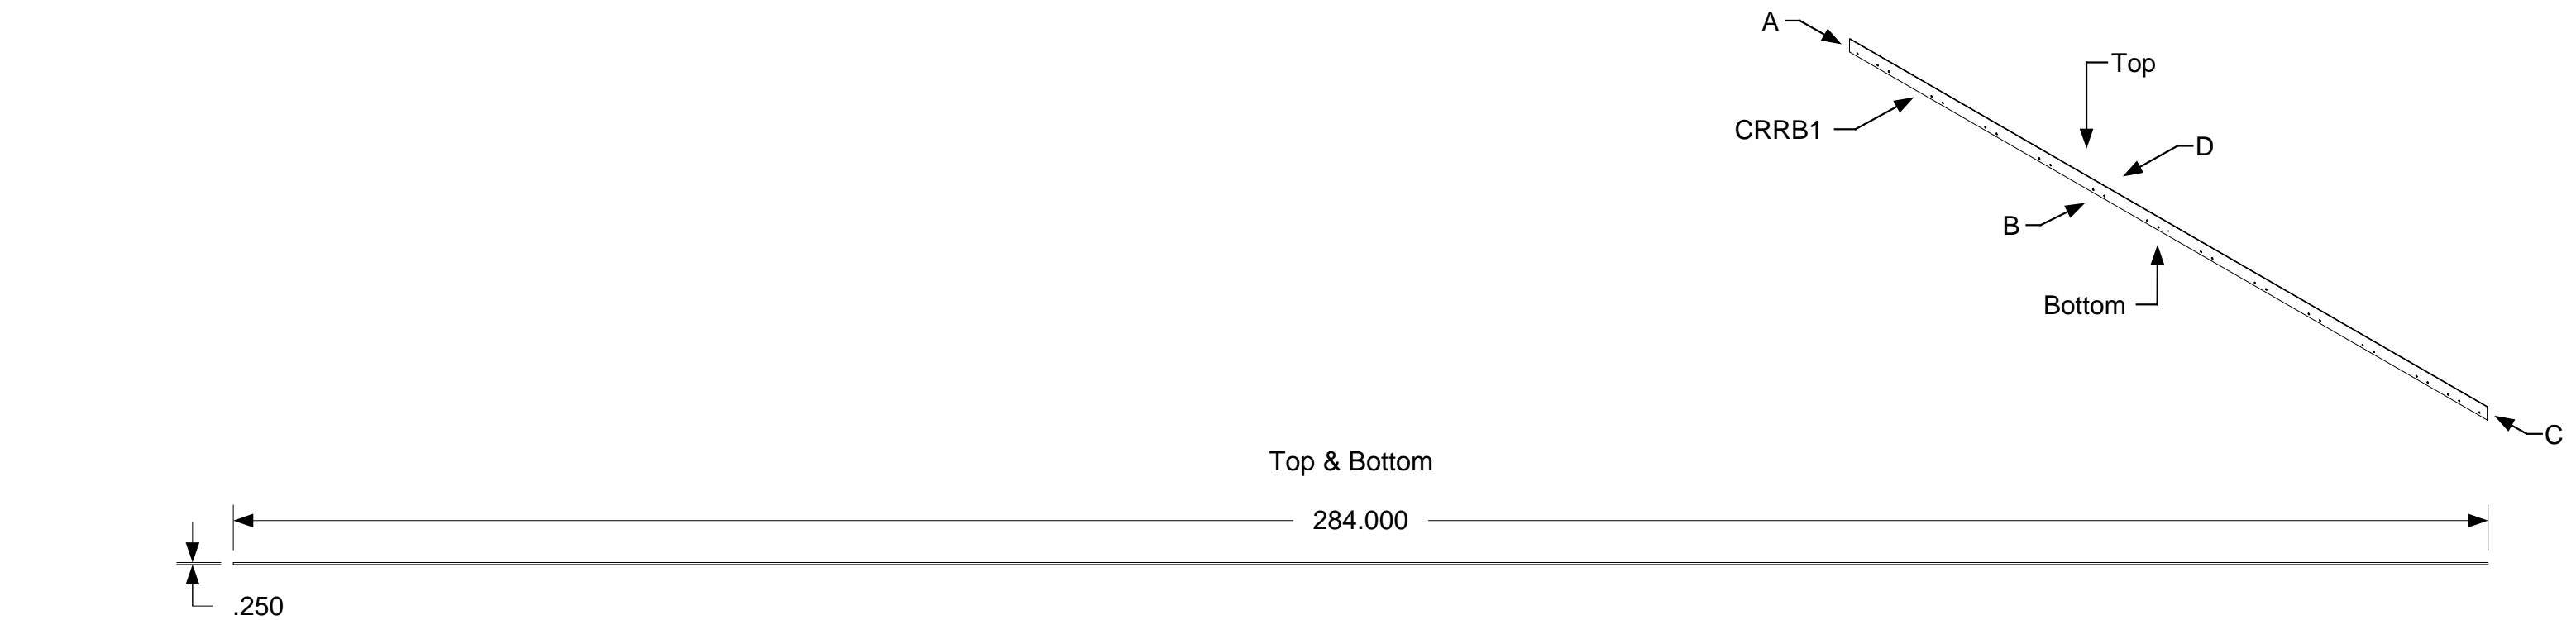 A
Top
CRRB1
D
B
Bottom
C
Top & Bottom
284.000
.250